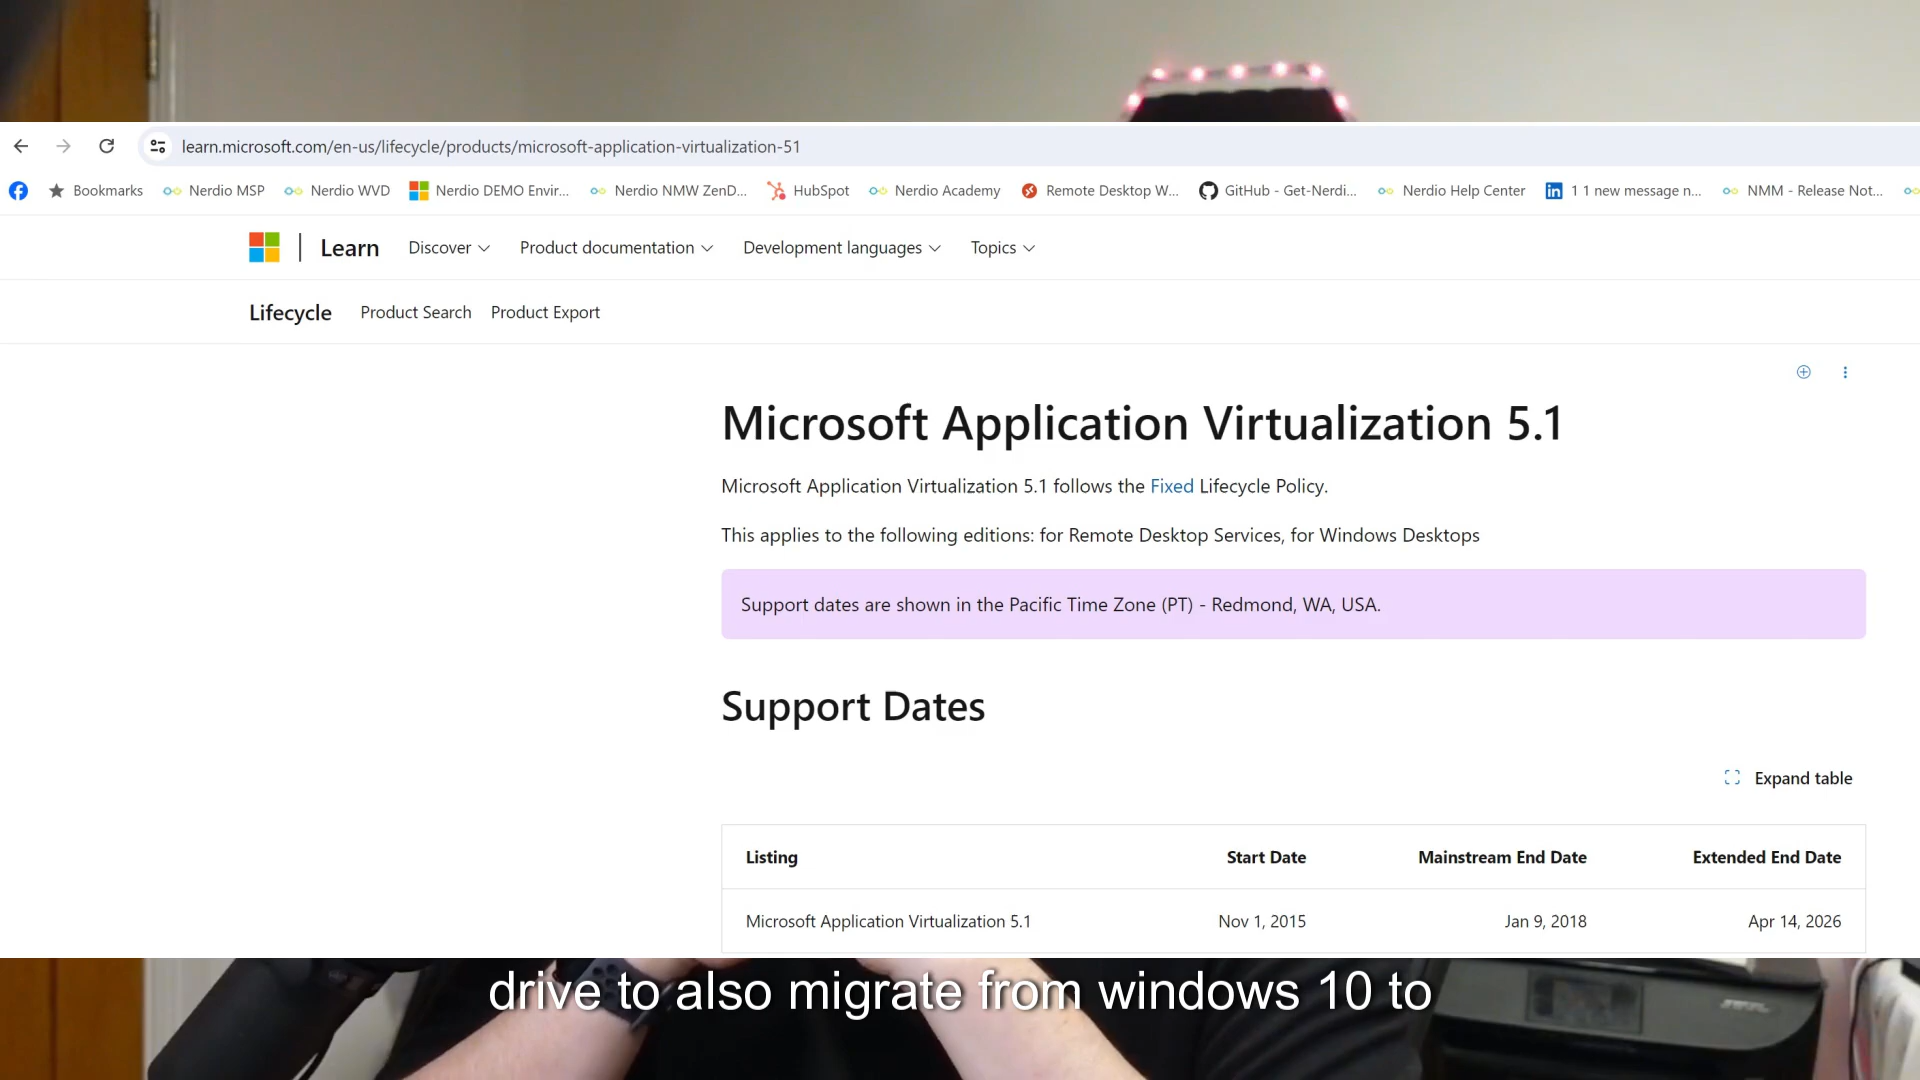 learn.microsoft.com/en-us/lifecycle/products/microsoft-application-virtualization-51
Bookmarks Nerdio MSP Nerdio WVD Nerdio DEMO Envir... Nerdio NMW ZenD... HubSpot Nerdio Academy Remote Desktop W... GitHub - Get-Nerdi... Nerdio Help Center 1 1 new message n... NMM - Release Not...
Learn Discover Product documentation Development languages Topics
Lifecycle Product Search Product Export
Microsoft Application Virtualization 5.1
Microsoft Application Virtualization 5.1 follows the Fixed Lifecycle Policy.
This applies to the following editions: for Remote Desktop Services, for Windows Desktops
Support dates are shown in the Pacific Time Zone (PT) - Redmond, WA, USA.
Support Dates
Expand table
Listing Start Date Mainstream End Date Extended End Date
Microsoft Application Virtualization 5.1 Nov 1, 2015 Jan 9, 2018 Apr 14, 2026
drive to also migrate from windows 10 to